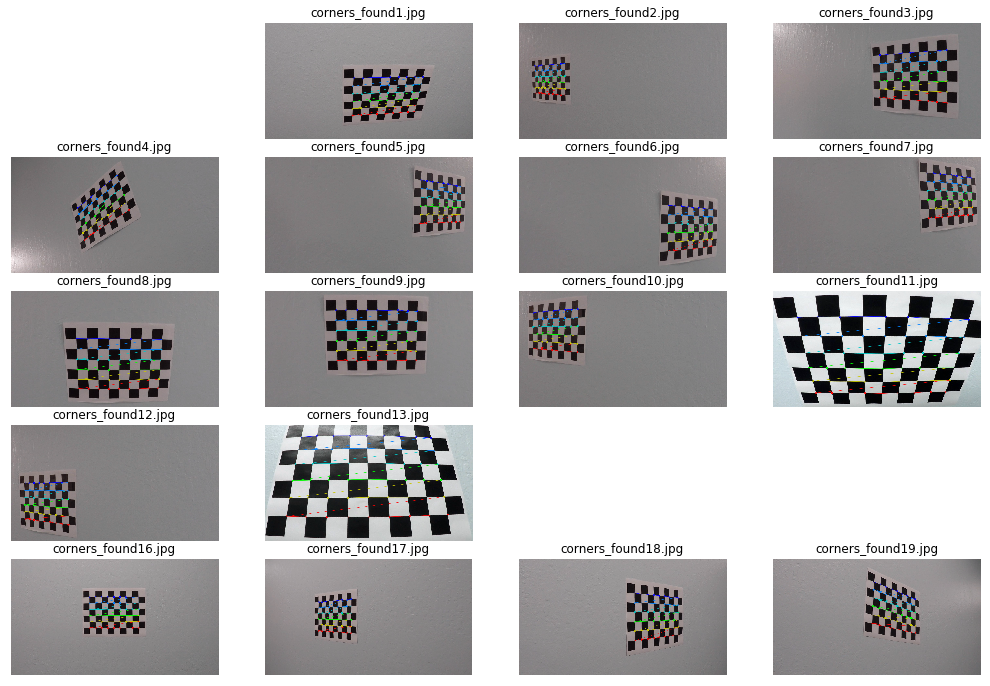 corners_found1.jpg
corners_found2.jpg
corners_found3.jpg
corners_found4.jpg
corners_found5.jpg
corners_found6.jpg
corners_found7.jpg
corners_found8.jpg
corners_found9.jpg
corners_found10.jpg
corners_found11.jpg
corners_found12.jpg
corners_found13.jpg
corners_found16.jpg
corners_found17.jpg
corners_found18.jpg
corners_found19.jpg